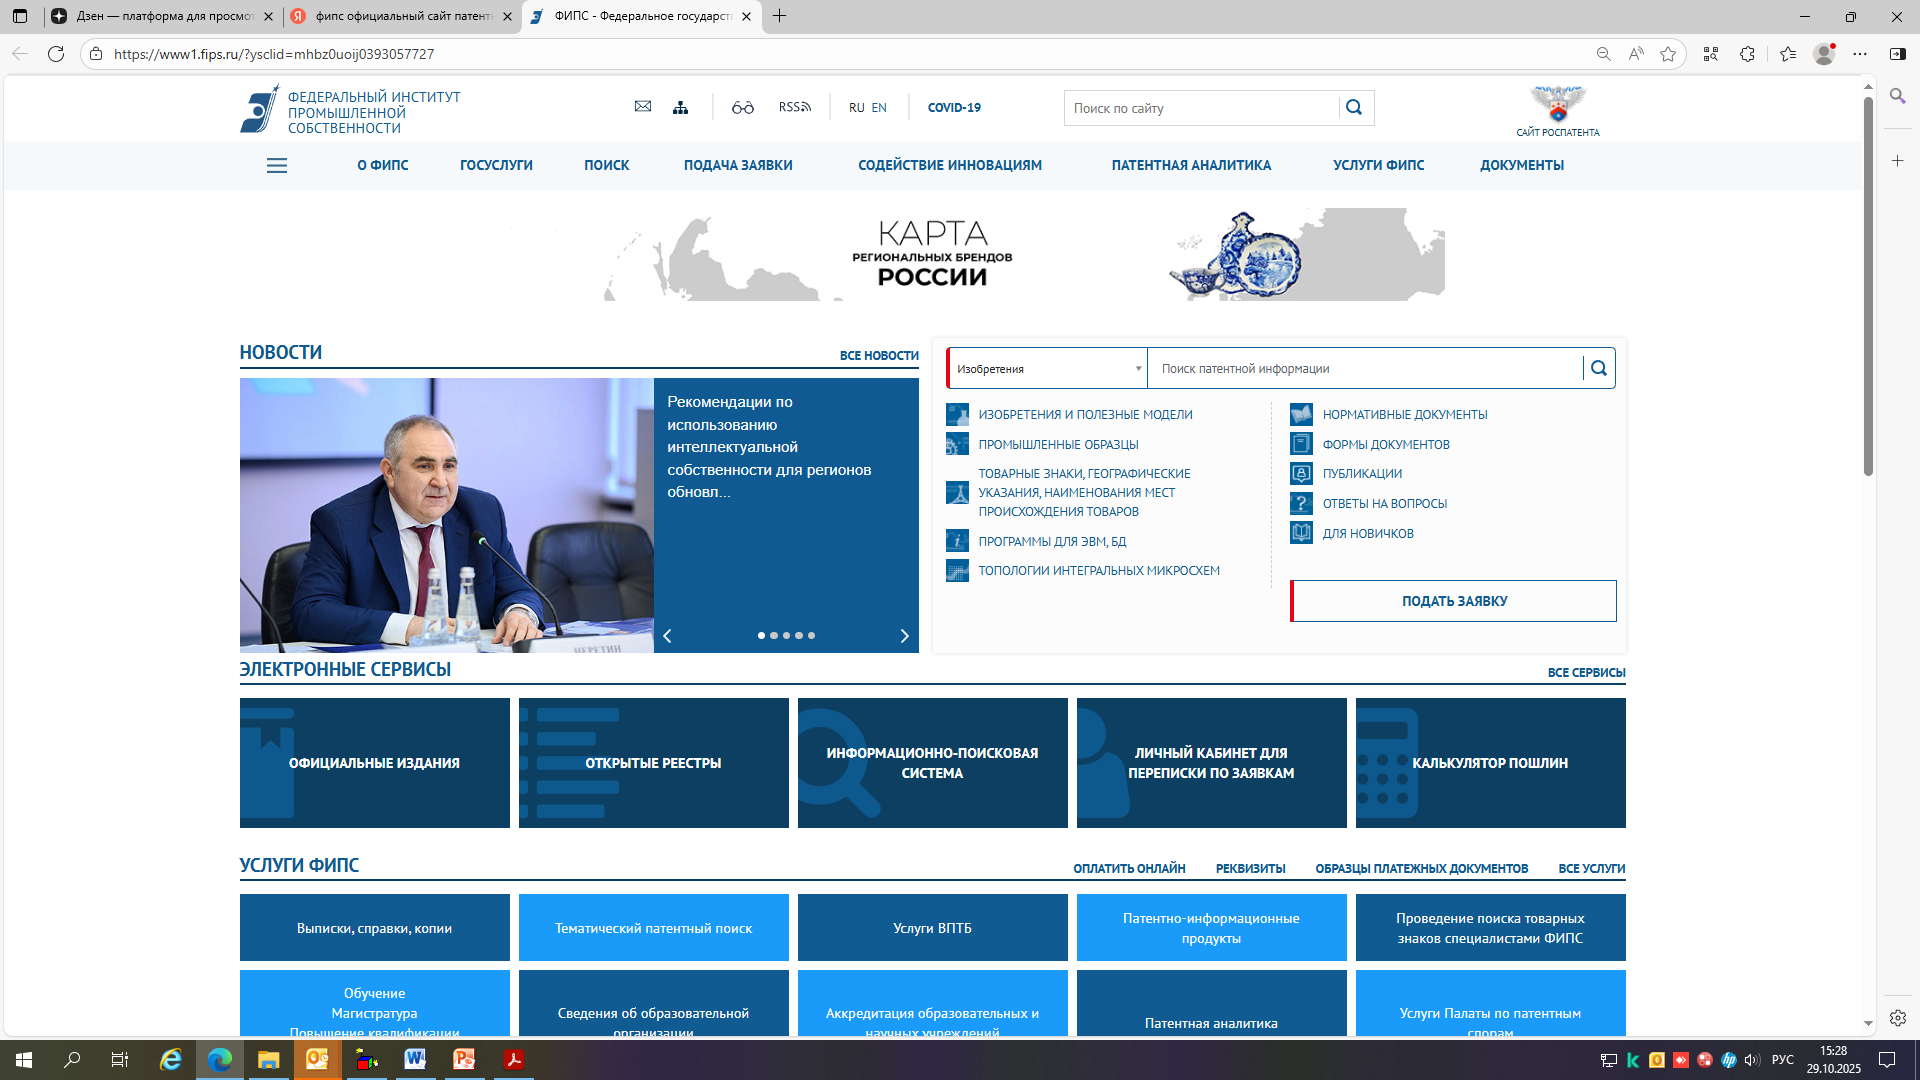 Дзен — платформа для просмот
фипс официальный сайт патент
ФИПС - Федеральное государст
https://www1.fips.ru/?ysclid=mhbz0uoij0393057727
ФЕДЕРАЛЬНЫЙ ИНСТИТУТ
ПРОМЫШЛЕННОЙ
СОБСТВЕННОСТИ
RSS
RU EN
COVID-19
Поиск по сайту
САЙТ РОСПАТЕНТА
О ФИПС
ГОСУСЛУГИ
ПОИСК
ПОДАЧА ЗАЯВКИ
СОДЕЙСТВИЕ ИННОВАЦИЯМ
ПАТЕНТНАЯ АНАЛИТИКА
УСЛУГИ ФИПС
ДОКУМЕНТЫ
КАРТА
РЕГИОНАЛЬНЫХ БРЕНДОВ
РОССИИ
НОВОСТИ
ВСЕ НОВОСТИ
Рекомендации по
использованию
интеллектуальной
собственности для регионов
обновл...
НЕРЕТИН
Изобретения
Поиск патентной информации
ИЗОБРЕТЕНИЯ И ПОЛЕЗНЫЕ МОДЕЛИ
ПРОМЫШЛЕННЫЕ ОБРАЗЦЫ
ТОВАРНЫЕ ЗНАКИ, ГЕОГРАФИЧЕСКИЕ
УКАЗАНИЯ, НАИМЕНОВАНИЯ МЕСТ
ПРОИСХОЖДЕНИЯ ТОВАРОВ
ПРОГРАММЫ ДЛЯ ЭВМ, БД
ТОПОЛОГИИ ИНТЕГРАЛЬНЫХ МИКРОСХЕМ
НОРМАТИВНЫЕ ДОКУМЕНТЫ
ФОРМЫ ДОКУМЕНТОВ
ПУБЛИКАЦИИ
ОТВЕТЫ НА ВОПРОСЫ
ДЛЯ НОВИЧКОВ
ПОДАТЬ ЗАЯВКУ
ЭЛЕКТРОННЫЕ СЕРВИСЫ
ВСЕ СЕРВИСЫ
ОФИЦИАЛЬНЫЕ ИЗДАНИЯ
ОТКРЫТЫЕ РЕЕСТРЫ
ИНФОРМАЦИОННО-ПОИСКОВАЯ
СИСТЕМА
ЛИЧНЫЙ КАБИНЕТ ДЛЯ
ПЕРЕПИСКИ ПО ЗАЯВКАМ
КАЛЬКУЛЯТОР ПОШЛИН
УСЛУГИ ФИПС
ОПЛАТИТЬ ОНЛАЙН
РЕКВИЗИТЫ
ОБРАЗЦЫ ПЛАТЕЖНЫХ ДОКУМЕНТОВ
ВСЕ УСЛУГИ
Выписки, справки, копии
Тематический патентный поиск
Услуги ВПТБ
Патентно-информационные
продукты
Проведение поиска товарных
знаков специалистами ФИПС
Обучение
Магистратура
Повышение квалификации
Сведения об образовательной
организации
Аккредитация образовательных и
научных учреждений
Патентная аналитика
Услуги Палаты по патентным
спорам
РУС
15:28
29.10.2025